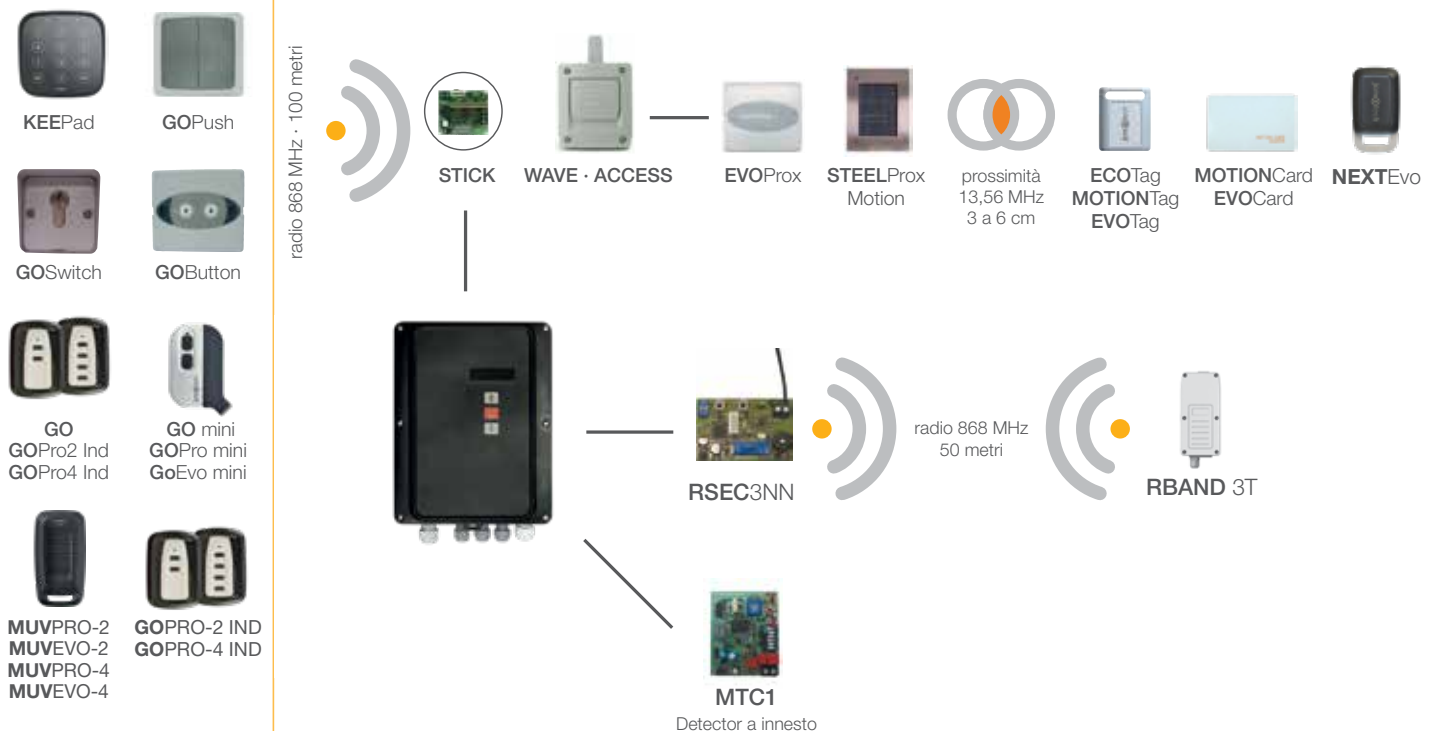 KEEPad
GOPush
GOSwitch
GOButton
GO
GOPro2 Ind
GOPro4 Ind
GO mini
GOPro mini
GoEvo mini
MUVPRO-2
MUVEVO-2
MUVPRO-4
MUVEVO-4
GOPRO-2 IND
GOPRO-4 IND
radio 868 MHz · 100 metri
STICK
WAVE · ACCESS
EVOProx
STEELProx
Motion
prossimità
13,56 MHz
3 a 6 cm
ECOTag
MOTIONTag
EVOTag
MOTIONCard
EVOCard
NEXTEvo
RSEC3NN
radio 868 MHz
50 metri
RBAND 3T
MTC1
Detector a innesto